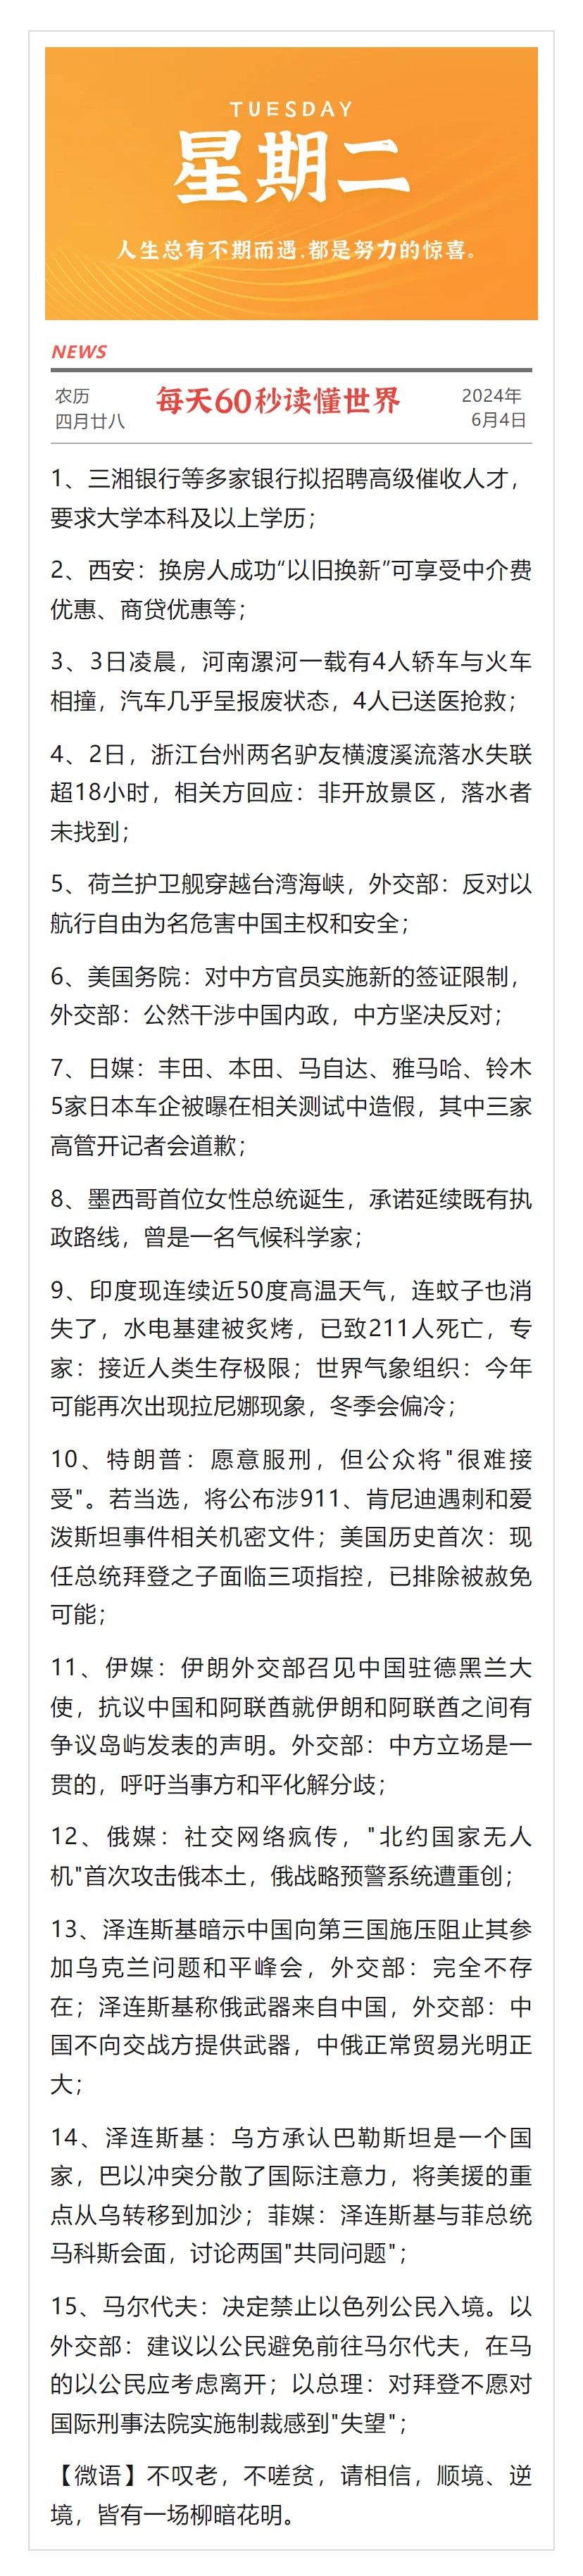 TUESDAY
星期二
人生总有不期而遇,都是努力的惊喜。
NEWS
农历
四月廿八
每天60秒读懂世界
2024年
6月4日
1、三湘银行等多家银行拟招聘高级催收人才，
要求大学本科及以上学历；
2、西安：换房人成功“以旧换新”可享受中介费
优惠、商贷优惠等；
3、3日凌晨，河南漯河一载有4人轿车与火车
相撞，汽车几乎呈报废状态，4人已送医抢救；
4、2日，浙江台州两名驴友横渡溪流落水失联
超18小时，相关方回应：非开放景区，落水者
未找到；
5、荷兰护卫舰穿越台湾海峡，外交部：反对以
航行自由为名危害中国主权和安全；
6、美国务院：对中方官员实施新的签证限制，
外交部：公然干涉中国内政，中方坚决反对；
7、日媒：丰田、本田、马自达、雅马哈、铃木
5家日本车企被曝在相关测试中造假，其中三家
高管开记者会道歉；
8、墨西哥首位女性总统诞生，承诺延续既有执
政路线，曾是一名气候科学家；
9、印度现连续近50度高温天气，连蚊子也消
失了，水电基建被炙烤，已致211人死亡，专
家：接近人类生存极限；世界气象组织：今年
可能再次出现拉尼娜现象，冬季会偏冷；
10、特朗普：愿意服刑，但公众将"很难接
受"。若当选，将公布涉911、肯尼迪遇刺和爱
泼斯坦事件相关机密文件；美国历史首次：现
任总统拜登之子面临三项指控，已排除被赦免
可能；
11、伊媒：伊朗外交部召见中国驻德黑兰大
使，抗议中国和阿联酋就伊朗和阿联酋之间有
争议岛屿发表的声明。外交部：中方立场是一
贯的，呼吁当事方和平化解分歧；
12、俄媒：社交网络疯传，"北约国家无人
机"首次攻击俄本土，俄战略预警系统遭重创；
13、泽连斯基暗示中国向第三国施压阻止其参
加乌克兰问题和平峰会，外交部：完全不存
在；泽连斯基称俄武器来自中国，外交部：中
国不向交战方提供武器，中俄正常贸易光明正
大；
14、泽连斯基：乌方承认巴勒斯坦是一个国
家，巴以冲突分散了国际注意力，将美援的重
点从乌转移到加沙；菲媒：泽连斯基与菲总统
马科斯会面，讨论两国"共同问题"；
15、马尔代夫：决定禁止以色列公民入境。以
外交部：建议以公民避免前往马尔代夫，在马
的以公民应考虑离开；以总理：对拜登不愿对
国际刑事法院实施制裁感到"失望"；
【微语】不叹老，不嗟贫，请相信，顺境、逆
境，皆有一场柳暗花明。